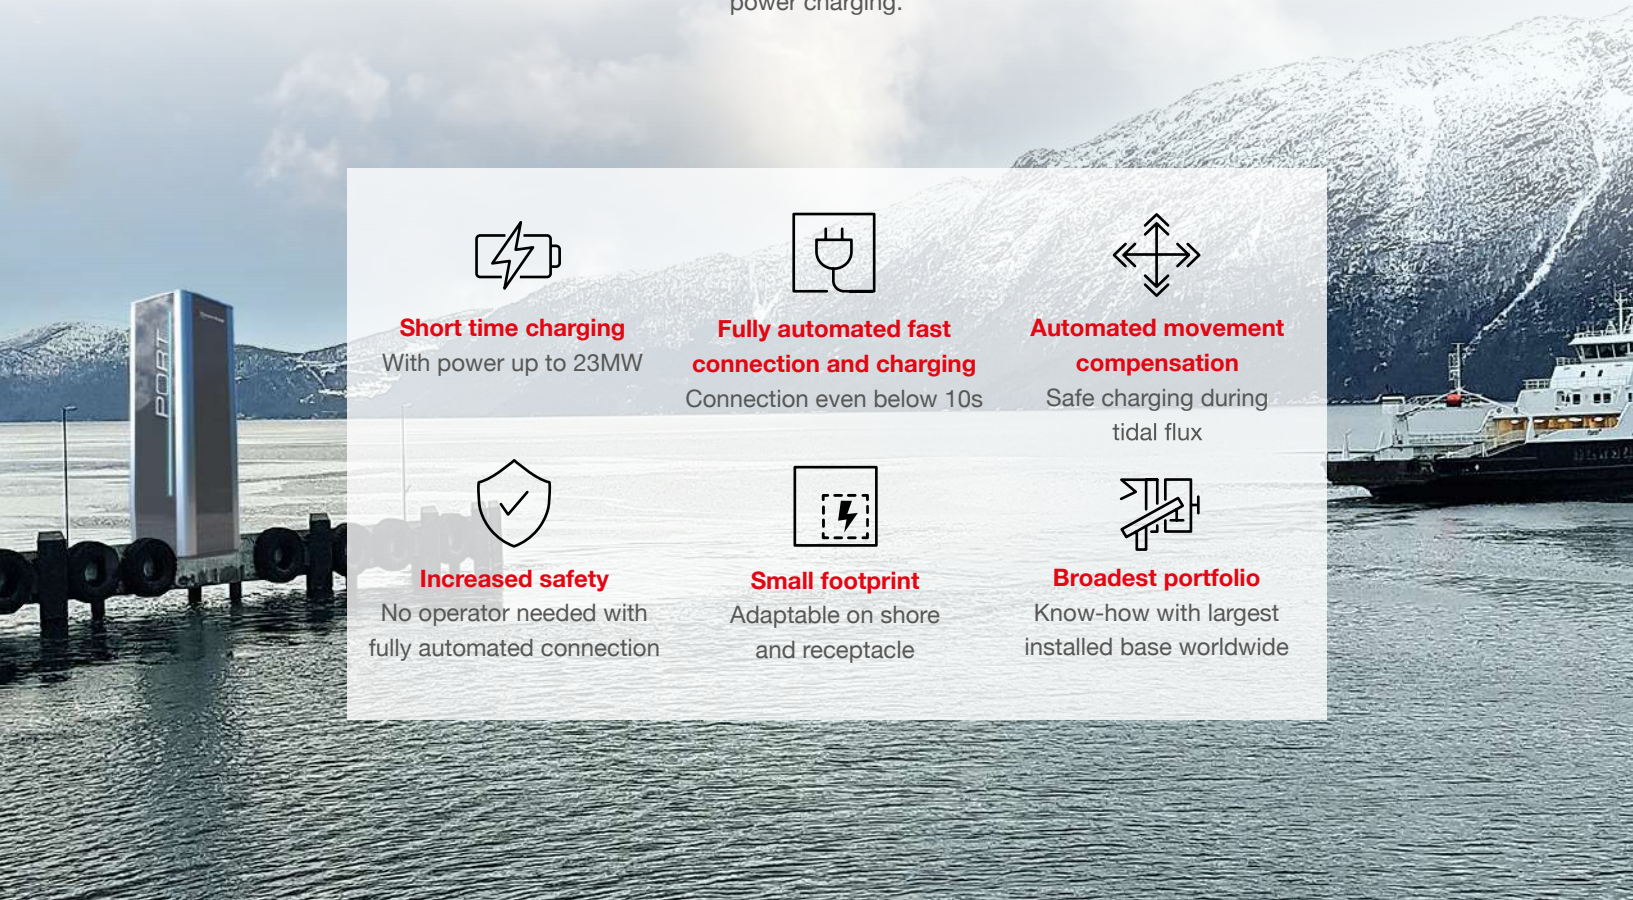 power charging.
Short time charging
With power up to 23MW
Fully automated fast
connection and charging
Connection even below 10s
Automated movement
compensation
Safe charging during
tidal flux
Increased safety
No operator needed with
fully automated connection
Small footprint
Adaptable on shore
and receptacle
Broadest portfolio
Know-how with largest
installed base worldwide
PORT